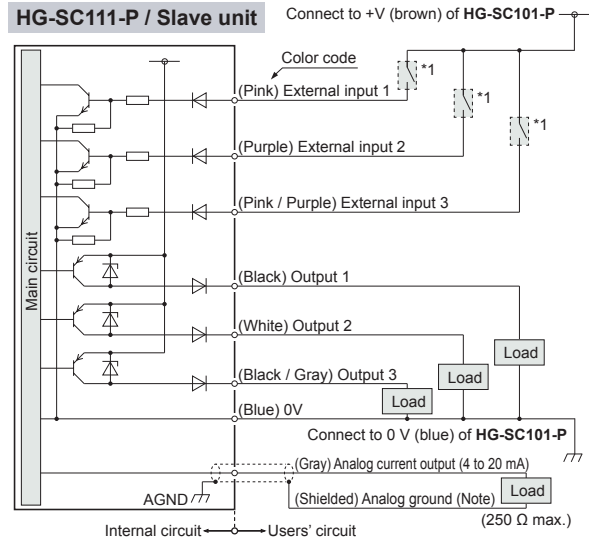 HG-SC111-P / Slave unit
Connect to +V (brown) of HG-SC101-P
Color code
*1
(Pink) External input 1
*1
*1
(Purple) External input 2
(Pink / Purple) External input 3
Main circuit
(Black) Output 1
(White) Output 2
Load
Load
(Black / Gray) Output 3
Load
(Blue) 0V
Connect to 0 V (blue) of HG-SC101-P
(Gray) Analog current output (4 to 20 mA)
AGND
(Shielded) Analog ground (Note)
Load
(250 Ω max.)
Internal circuit
Users' circuit